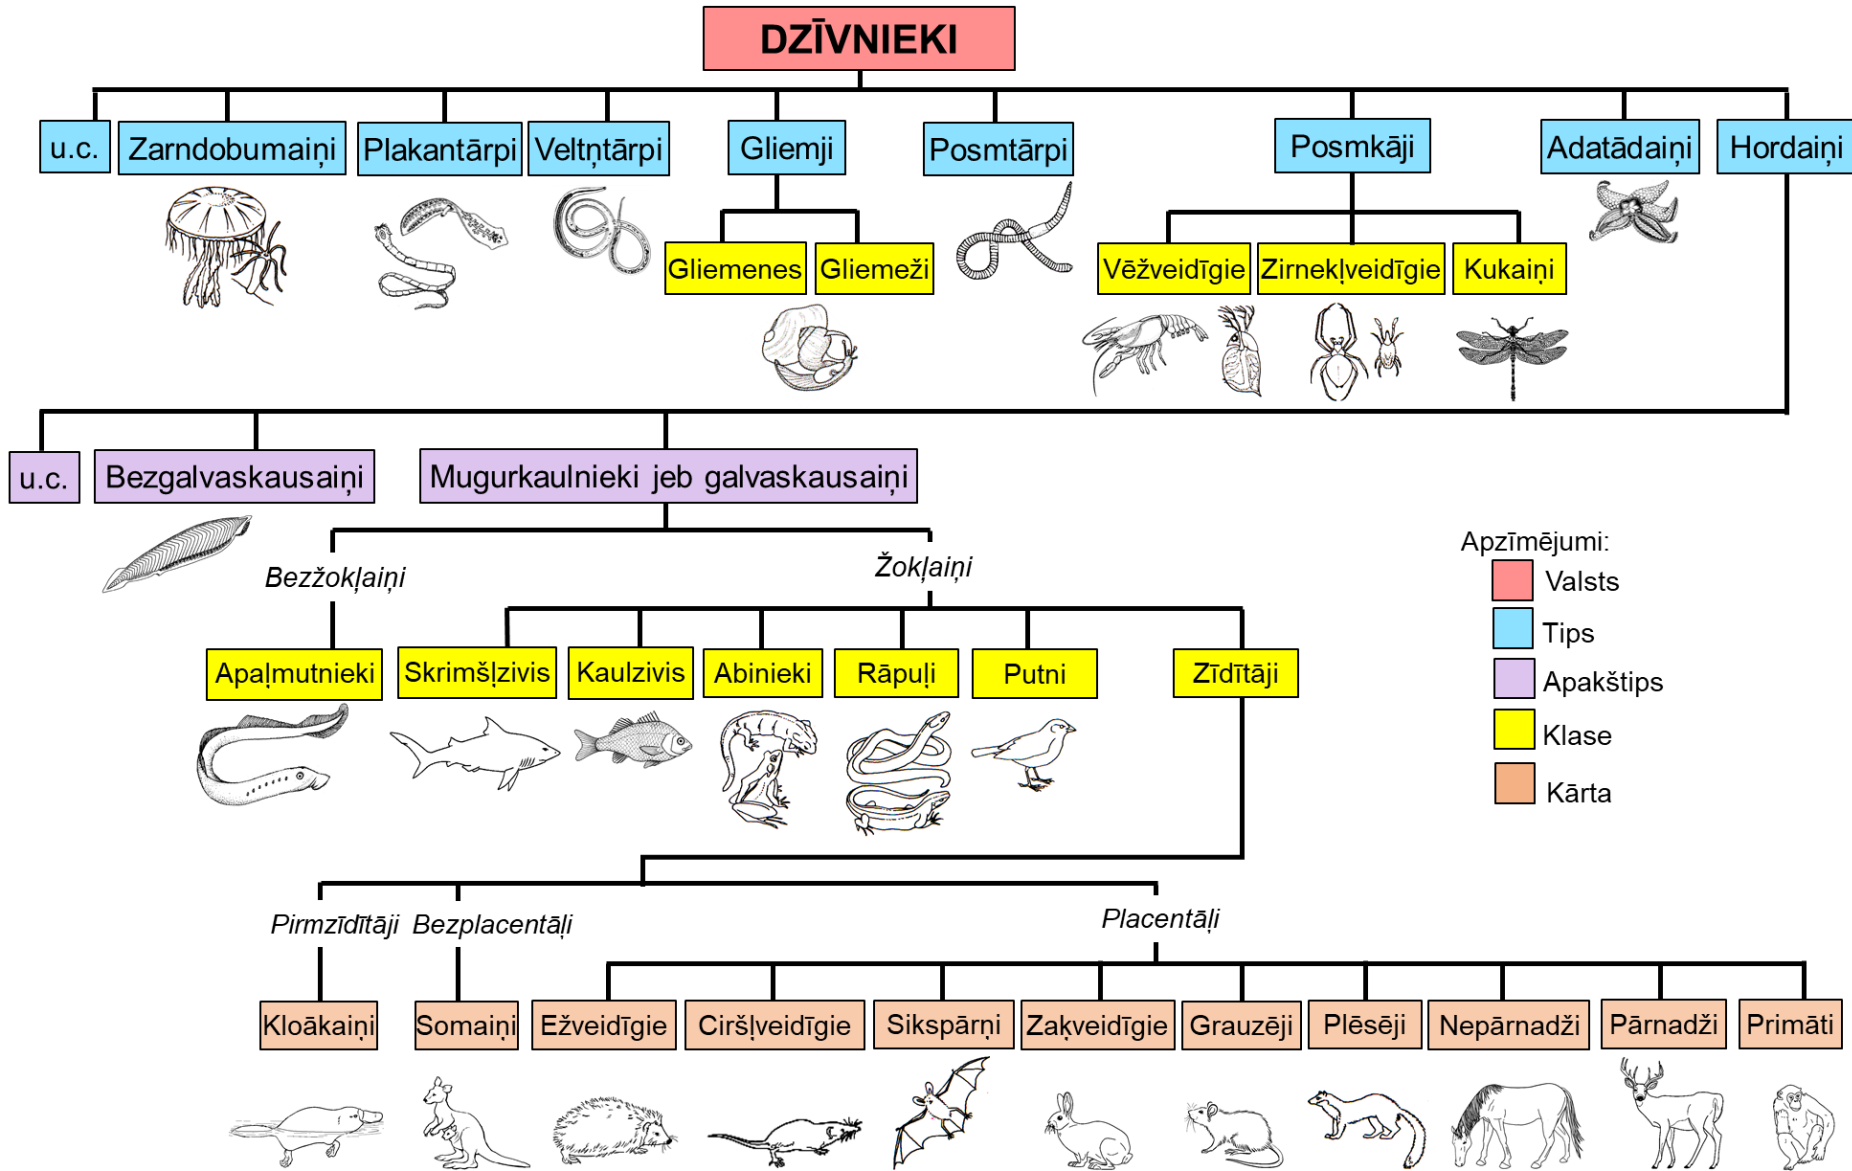 DZĪVNIEKI
u.c.
Zarndobumaiņi
Plakantārpi
Veltņtārpi
Gliemji
Posmtārpi
Posmkāji
Adatādaiņi
Hordaiņi
Gliemenes
Gliemeži
Vēžveidīgie
Zirnekļveidīgie
Kukaiņi
u.c.
Bezgalvaskausaiņi
Mugurkaulnieki jeb galvaskausaiņi
Bezžokļaiņi
Žokļaiņi
Apaļmutnieki
Skrimšļzivis
Kaulzivis
Abinieki
Rāpuļi
Putni
Zīdītāji
Apzīmējumi:
Valsts
Tips
Apakštips
Klase
Kārta
Pirmzīdītāji
Bezplacentāļi
Placentāļi
Kloākaiņi
Somaiņi
Ežveidīgie
Ciršļveidīgie
Sikspārņi
Zaķveidīgie
Grauzēji
Plēsēji
Nepārnadži
Pārnadži
Primāti